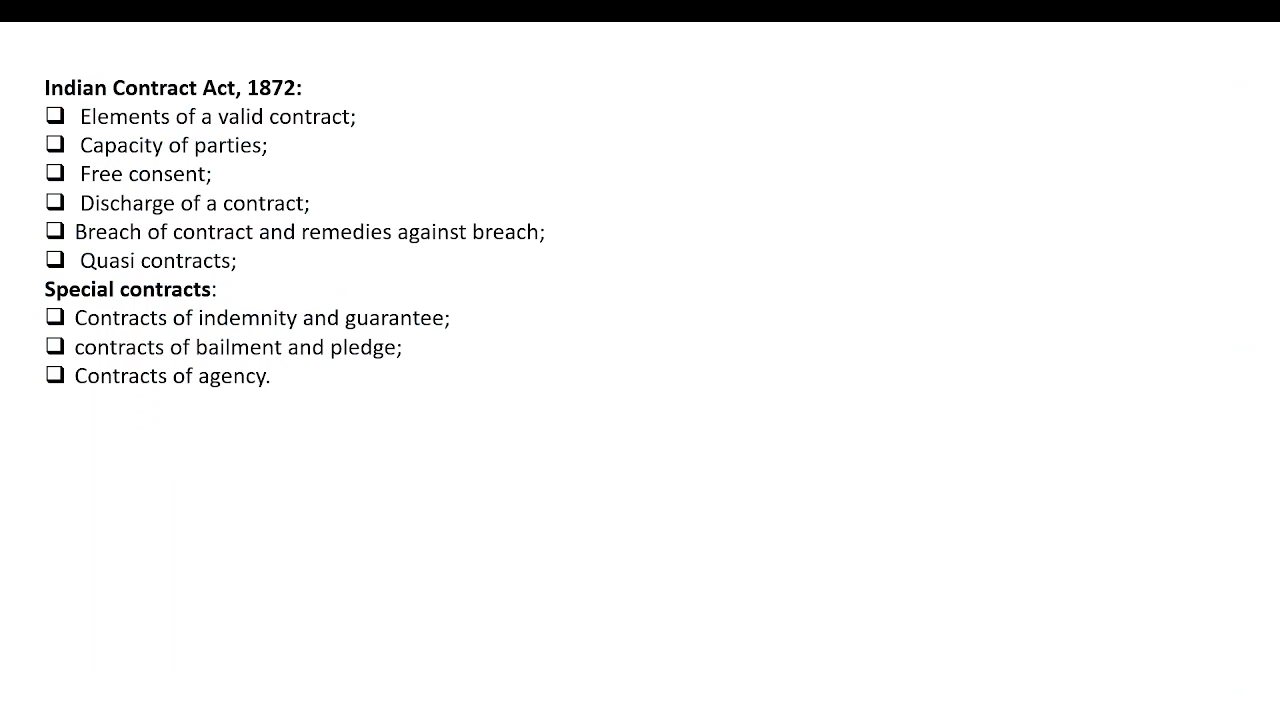 Indian Contract Act, 1872:
❑ Elements of a valid contract;
❑ Capacity of parties;
❑ Free consent;
❑ Discharge of a contract;
❑ Breach of contract and remedies against breach;
❑ Quasi contracts;
Special contracts:
❑ Contracts of indemnity and guarantee;
❑ contracts of bailment and pledge;
❑ Contracts of agency.